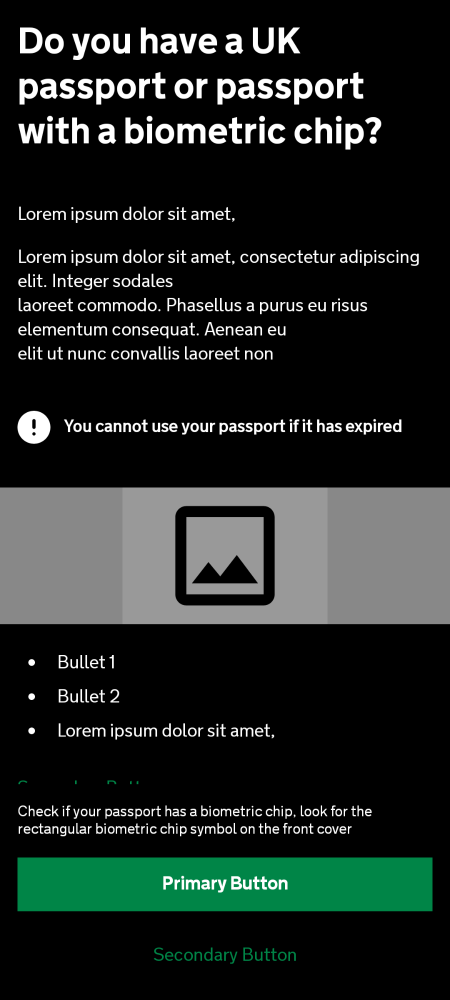 Do you have a UK
passport or passport
with a biometric chip?
Lorem ipsum dolor sit amet,
Lorem ipsum dolor sit amet, consectetur adipiscing
elit. Integer sodales
laoreet commodo. Phasellus a purus eu risus
elementum consequat. Aenean eu
elit ut nunc convallis laoreet non
You cannot use your passport if it has expired
Bullet 1
Bullet 2
Lorem ipsum dolor sit amet,
Check if your passport has a biometric chip, look for the
rectangular biometric chip symbol on the front cover
Primary Button
Secondary Button